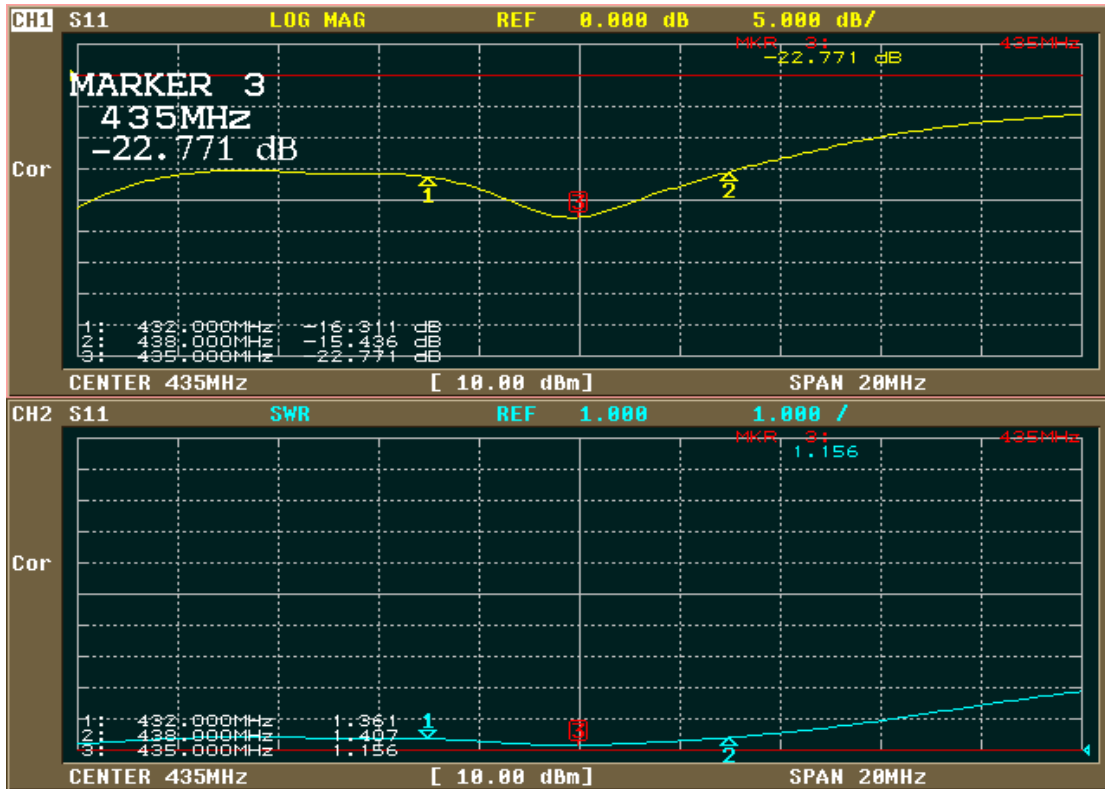 CH1 S11 LOG MAG REF 0.000 dB 5.000 dB/
MKR 3: 435MHz
-22.771 dB
MARKER 3
435MHz
-22.771 dB
Cor
1
3
2
1: 432.000MHz -16.311 dB
2: 438.000MHz -15.436 dB
3: 435.000MHz -22.771 dB
CENTER 435MHz [ 10.00 dBm] SPAN 20MHz
CH2 S11 SWR REF 1.000 1.000 /
MKR 3: 435MHz
1.156
Cor
1
3
2
1: 432.000MHz 1.361
2: 438.000MHz 1.407
3: 435.000MHz 1.156
CENTER 435MHz [ 10.00 dBm] SPAN 20MHz